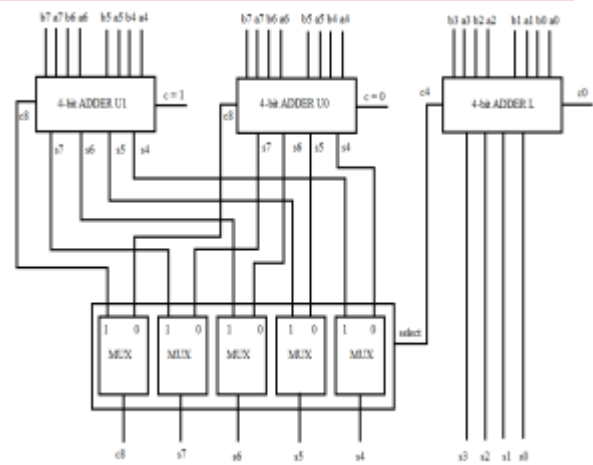 b7 a7 b6 a6 b5 a5 b4 a4
b7 a7 b6 a6 b5 a5 b4 a4
b3 a3 b2 a2 b1 a1 b0 a0
4-bit ADDER U1
c = 1
4-bit ADDER U0
c = 0
c4
4-bit ADDER L
c0
c8
c8
s7 s6 s5 s4
s7 s6 s5 s4
1 0 1 0 1 0 1 0 1 0
select
MUX MUX MUX MUX MUX
c8 s7 s6 s5 s4
s3 s2 s1 s0